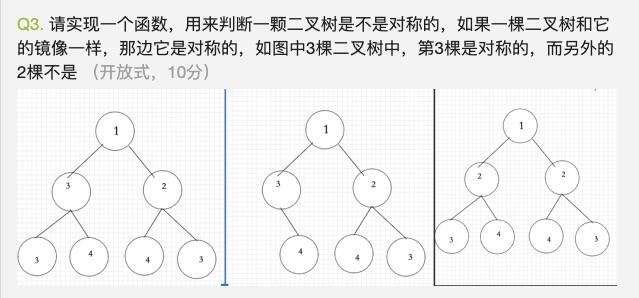 Q3. 请实现一个函数，用来判断一颗二叉树是不是对称的，如果一棵二叉树和它
的镜像一样，那边它是对称的，如图中3棵二叉树中，第3棵是对称的，而另外的
2棵不是 （开放式，10分）
1 1 1
3 2 3 2 2 2
3 4 4 3 4 4 3 3 4 4 3